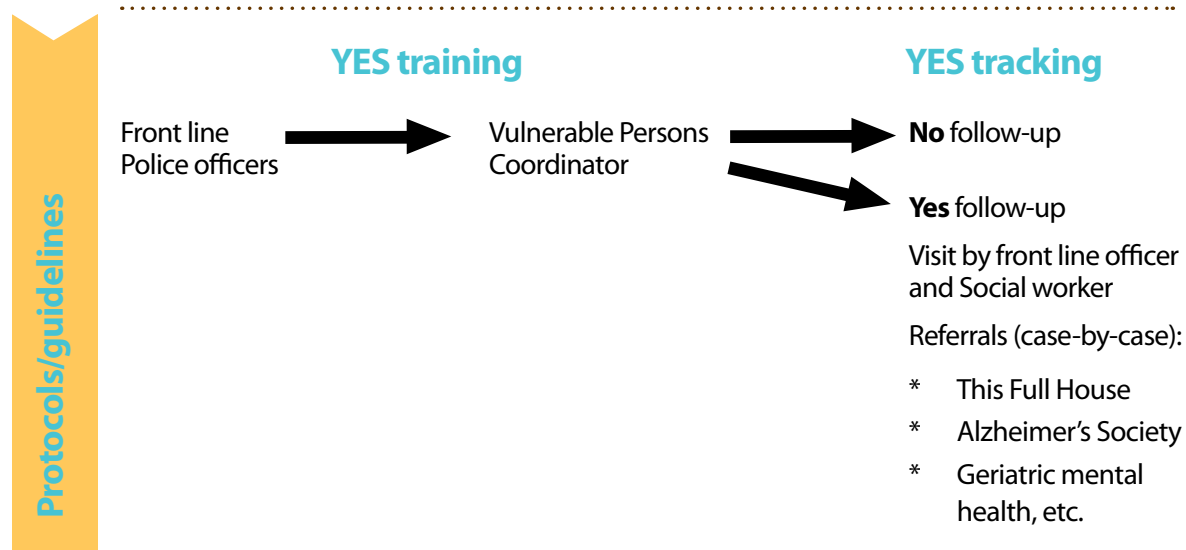 YES training
YES tracking
Front line
Police officers
Vulnerable Persons
Coordinator
No follow-up
Yes follow-up
Visit by front line officer
and Social worker
Referrals (case-by-case):
* This Full House
* Alzheimer’s Society
* Geriatric mental
health, etc.
Protocols/guidelines